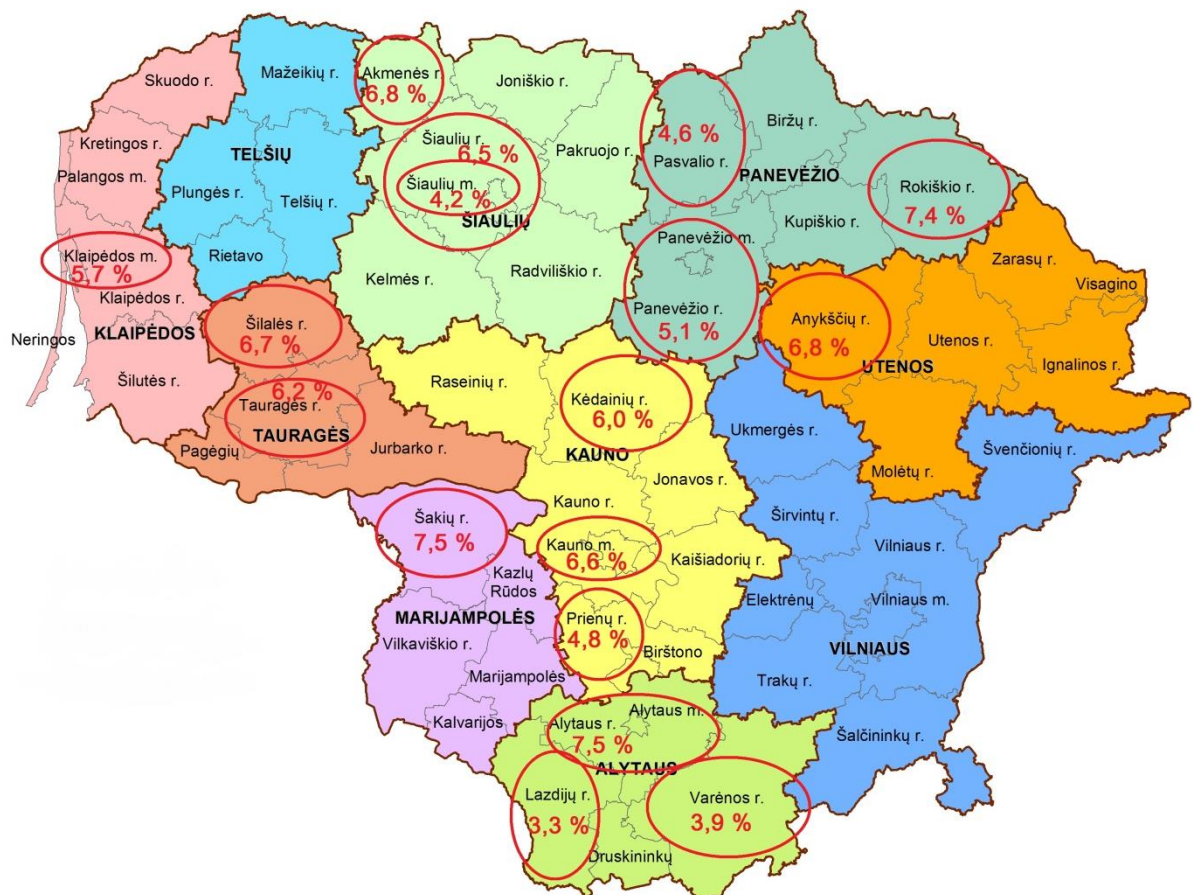 Skuodo r.
Mažeikių r.
Akmenės r.
6,8 %
Joniškio r.
Kretingos r.
Palangos m.
TELŠIŲ
Plungės r.
Telšių r.
Rietavo
Šiaulių r.
6,5 %
Šiaulių m.
4,2 %
ŠIAULIŲ
Pakruojo r.
Kelmės r.
Radviliškio r.
4,6 %
Pasvalio r.
Biržų r.
PANEVĖŽIO
Rokiškio r.
7,4 %
Kupiškio r.
Panevėžio m.
Panevėžio r.
5,1 %
Klaipėdos m.
5,7 %
Klaipėdos r.
KLAIPĖDOS
Neringos
Šilutės r.
Šilalės r.
6,7 %
6,2 %
Tauragės r.
TAURAGĖS
Pagėgių
Jurbarko r.
Raseinių r.
Kėdainių r.
6,0 %
KAUNO
Jonavos r.
Kauno r.
Kauno m.
6,6 %
Kaišiadorių r.
Prienų r.
4,8 %
Birštono
Zarasų r.
Visagino
Anykščių r.
6,8 %
Utenos r.
UTENOS
Ignalinos r.
Molėtų r.
Ukmergės r.
Švenčionių r.
Širvintų r.
Vilniaus r.
Elektrėnų
Vilniaus m.
VILNIAUS
Trakų r.
Šalčininkų r.
Šakių r.
7,5 %
Kazlų
Rūdos
MARIJAMPOLĖS
Vilkaviškio r.
Marijampolės
Kalvarijos
Alytaus r.
Alytaus m.
7,5 %
ALYTAUS
Lazdijų r.
3,3 %
Varėnos r.
3,9 %
Druskininkų